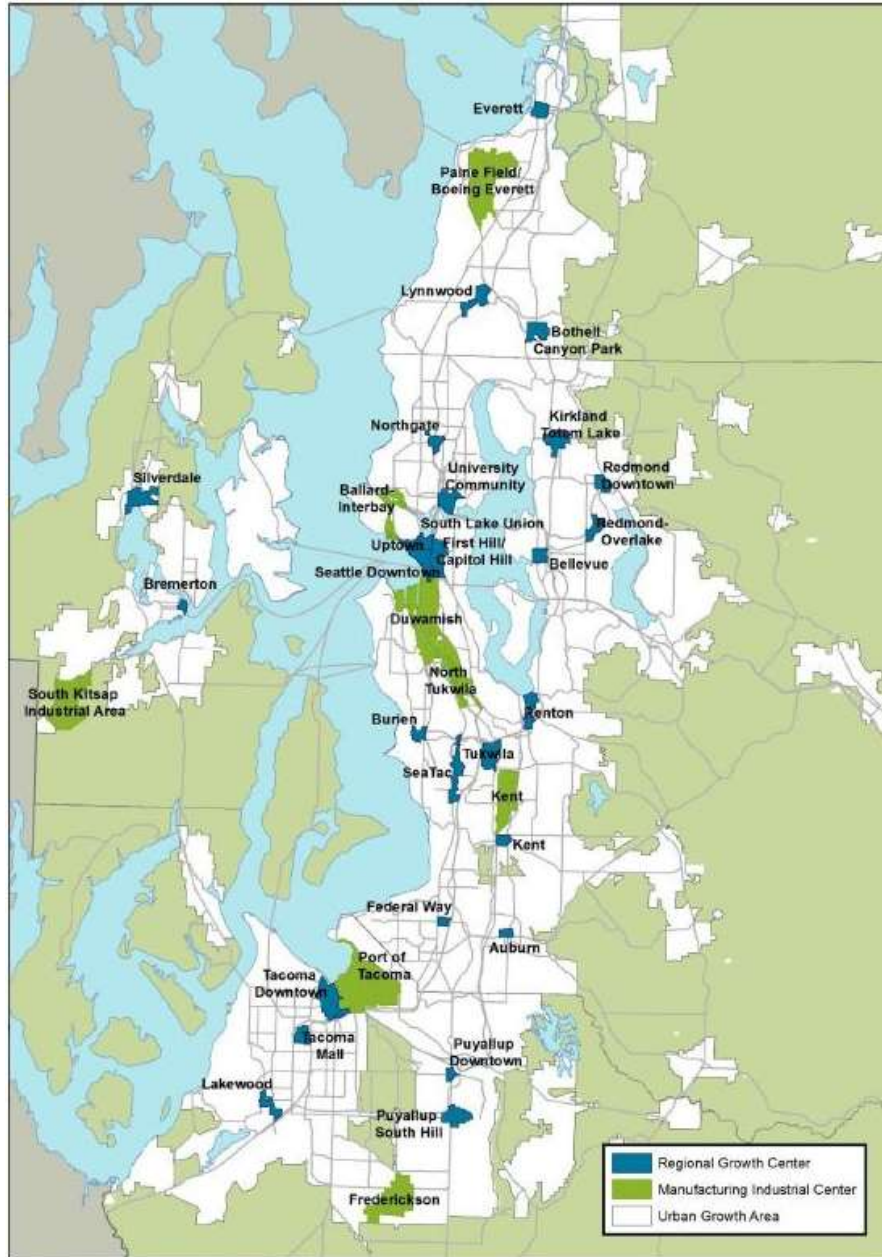 Everett
Paine Field/
Boeing Everett
Lynnwood
Bothell
Canyon Park
Northgate
Kirkland
Totem Lake
Silverdale
University
Community
Redmond
Downtown
Ballard-
Interbay
South Lake Union
Redmond-
Overlake
Uptown
First Hill/
Capitol Hill
Bellevue
Seattle Downtown
Bremerton
Duwamish
North
Tukwila
South Kitsap
Industrial Area
Renton
Burien
Tukwila
SeaTac
Kent
Kent
Federal Way
Auburn
Port of
Tacoma
Tacoma
Downtown
Tacoma
Mall
Puyallup
Downtown
Lakewood
Puyallup
South Hill
Frederickson
Regional Growth Center
Manufacturing Industrial Center
Urban Growth Area